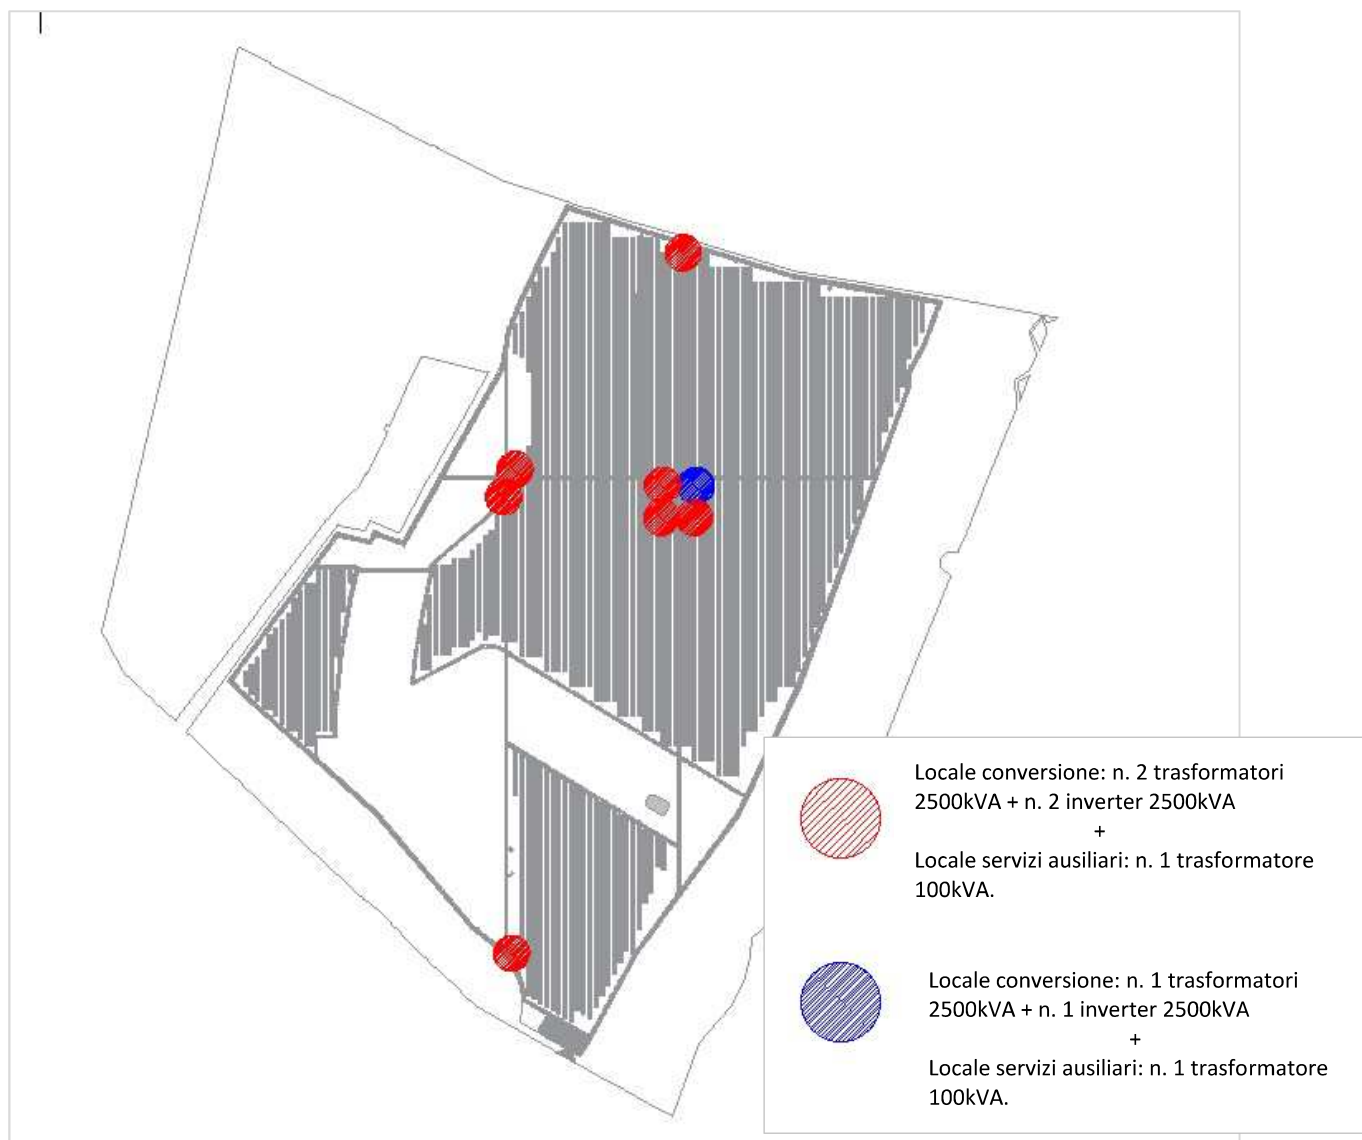 Locale conversione: n. 2 trasformatori
2500kVA + n. 2 inverter 2500kVA
+
Locale servizi ausiliari: n. 1 trasformatore
100kVA.
Locale conversione: n. 1 trasformatori
2500kVA + n. 1 inverter 2500kVA
+
Locale servizi ausiliari: n. 1 trasformatore
100kVA.